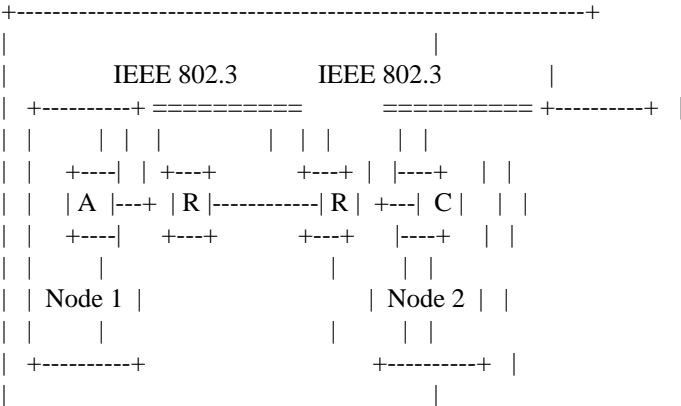 +-------------------------------------------------------------+
| |
| IEEE 802.3 IEEE 802.3 |
| +----------+ ========== ========== +----------+ |
| | | | | | | | | | |
| | +----| | +---+ +---+ | |----+ | |
| | | A |---+ | R |-------------| R | +---| C | | |
| | +----| +---+ +---+ |----+ | |
| | | | | |
| | Node 1 | | Node 2 | |
| | | | | |
| +----------+ +----------+ |
| |